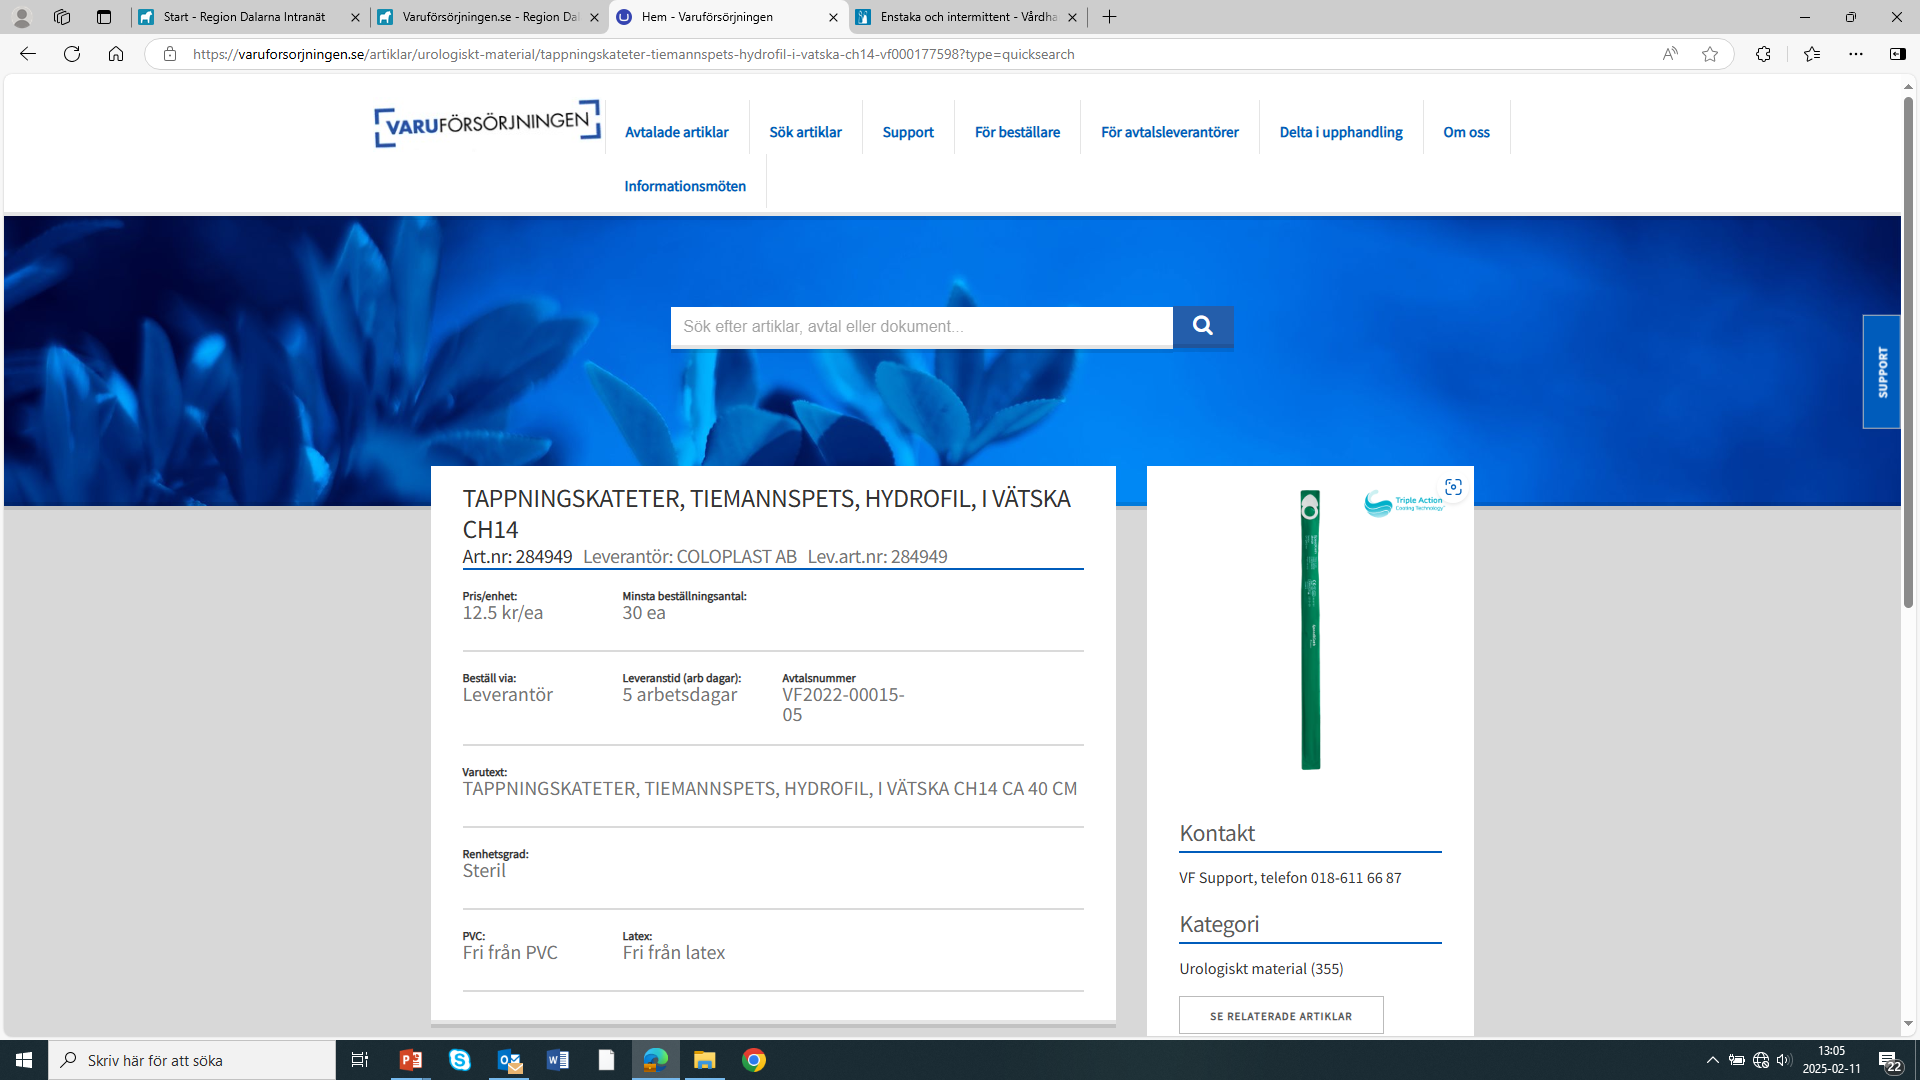 Start - Region Dalarna Intranät
Varuförsörjningen.se - Region Dal
Hem - Varuförsörjningen
Enstaka och intermittent - Vårdha
https://varuforsorjningen.se/artiklar/urologiskt-material/tappningskateter-tiemannspets-hydrofil-i-vatska-ch14-vf000177598?type=quicksearch
VARUFÖRSÖRJNINGEN
Avtalade artiklar
Sök artiklar
Support
För beställare
För avtalsleverantörer
Delta i upphandling
Om oss
Informationsmöten
Sök efter artiklar, avtal eller dokument...
SUPPORT
TAPPNINGSKATETER, TIEMANNSPETS, HYDROFIL, I VÄTSKA
CH14
Art.nr: 284949 Leverantör: COLOPLAST AB Lev.art.nr: 284949
Pris/enhet:
12.5 kr/ea
Minsta beställningsantal:
30 ea
Beställ via:
Leverantör
Leveranstid (arb dagar):
5 arbetsdagar
Avtalsnummer
VF2022-00015-
05
Varutext:
TAPPNINGSKATETER, TIEMANNSPETS, HYDROFIL, I VÄTSKA CH14 CA 40 CM
Renhetsgrad:
Steril
PVC:
Fri från PVC
Latex:
Fri från latex
Triple Action
Coating Technology
Kontakt
VF Support, telefon 018-611 66 87
Kategori
Urologiskt material (355)
SE RELATERADE ARTIKLAR
Skriv här för att söka
13:05
2025-02-11
22